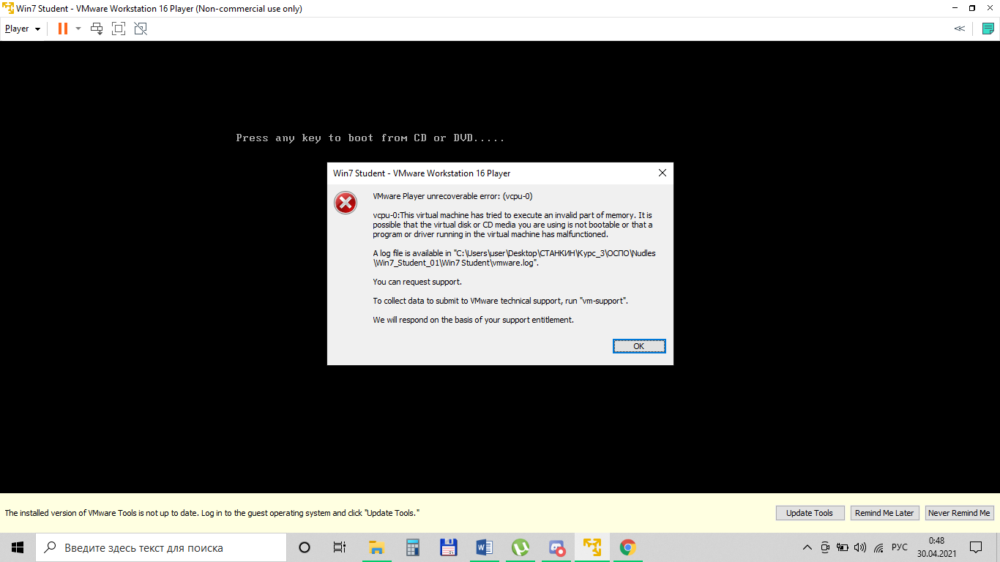 Win7 Student - VMware Workstation 16 Player (Non-commercial use only)
Player
Press any key to boot from CD or DVD.....
Win7 Student - VMware Workstation 16 Player
VMware Player unrecoverable error: (vcpu-0)
vcpu-0:This virtual machine has tried to execute an invalid part of memory. It is
possible that the virtual disk or CD media you are using is not bootable or that a
program or driver running in the virtual machine has malfunctioned.
A log file is available in "C:\Users\user\Desktop\СТАНКИН\Курс_3\ОСПО\Nudles
\Win7_Student_01\Win7 Student\vmware.log".
You can request support.
To collect data to submit to VMware technical support, run "vm-support".
We will respond on the basis of your support entitlement.
OK
The installed version of VMware Tools is not up to date. Log in to the guest operating system and click "Update Tools."
Update Tools
Remind Me Later
Never Remind Me
Введите здесь текст для поиска
РУС
0:48
30.04.2021